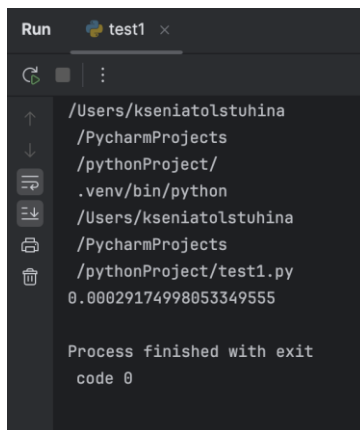 Run test1
/Users/kseniatolstuhina
/PycharmProjects
/pythonProject/
.venv/bin/python
/Users/kseniatolstuhina
/PycharmProjects
/pythonProject/test1.py
0.00029174998053349555
Process finished with exit
code 0